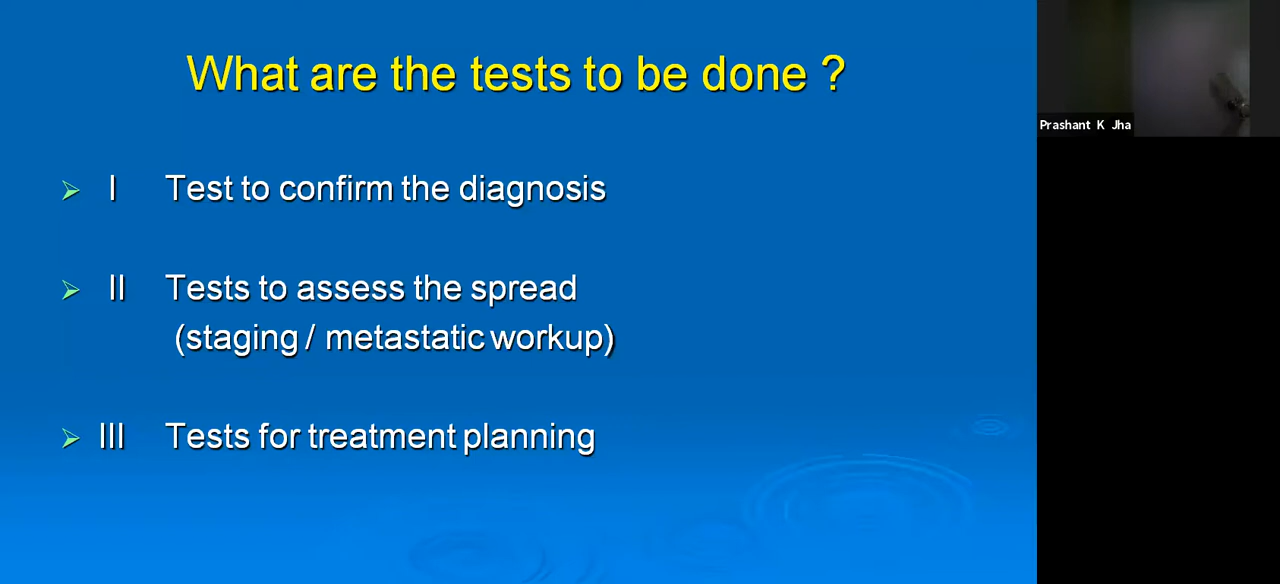 What are the tests to be done ?
➢ I Test to confirm the diagnosis
➢ II Tests to assess the spread
(staging / metastatic workup)
➢ III Tests for treatment planning
Prashant K Jha